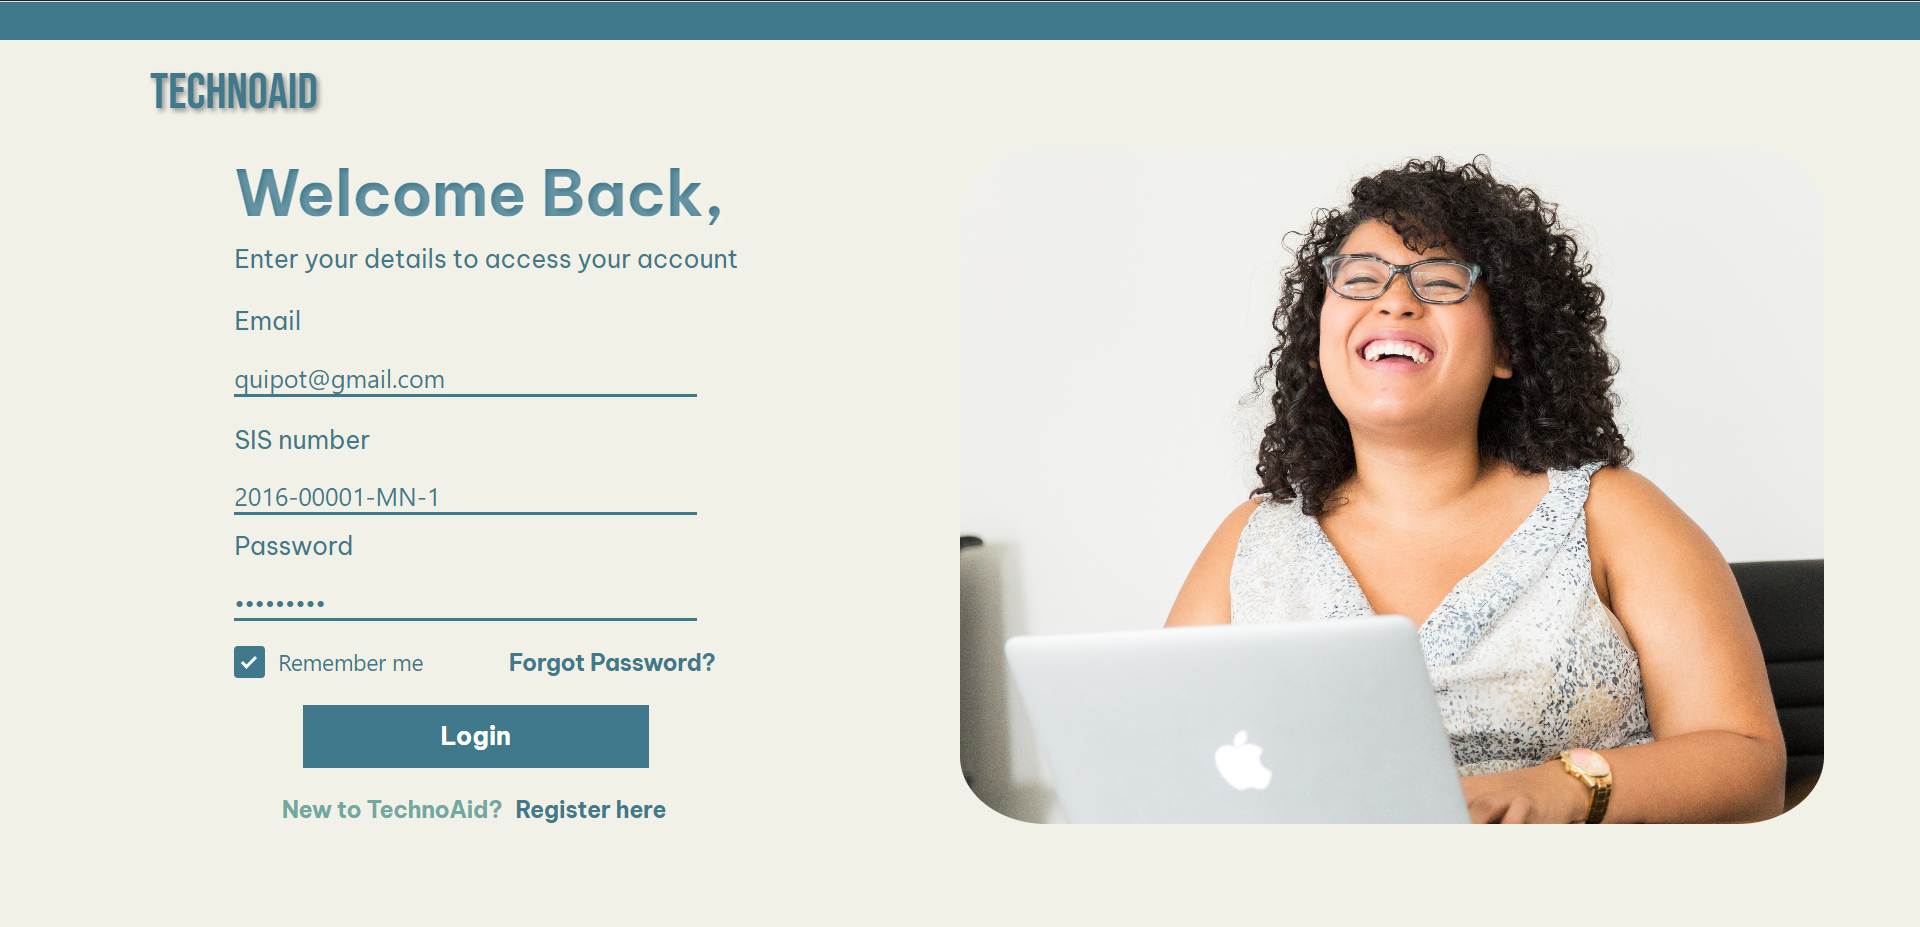 TECHNOAID
Welcome Back,
Enter your details to access your account
Email
quipot@gmail.com
SIS number
2016-00001-MN-1
Password
•••••••••
Remember me Forgot Password?
Login
New to TechnoAid? Register here